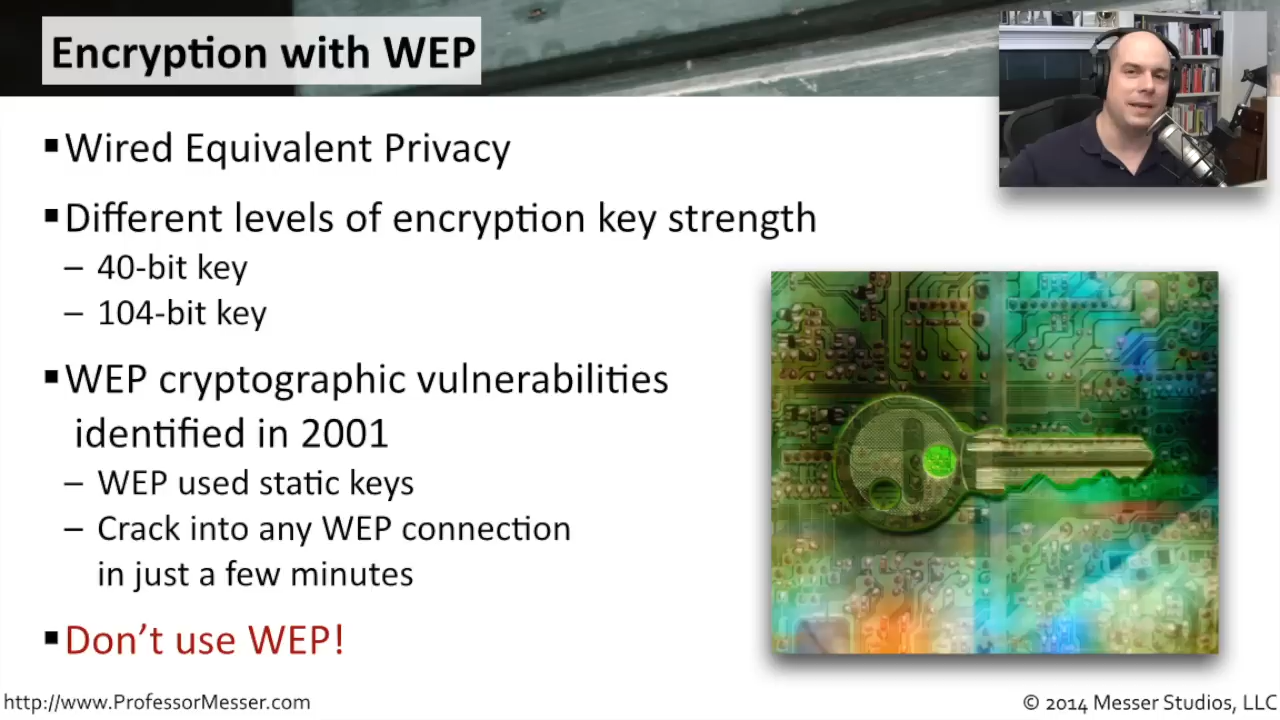 Encryption with WEP
▪Wired Equivalent Privacy
▪Different levels of encryption key strength
– 40-bit key
– 104-bit key
▪WEP cryptographic vulnerabilities
identified in 2001
– WEP used static keys
– Crack into any WEP connection
in just a few minutes
▪Don’t use WEP!
http://www.ProfessorMesser.com
© 2014 Messer Studios, LLC